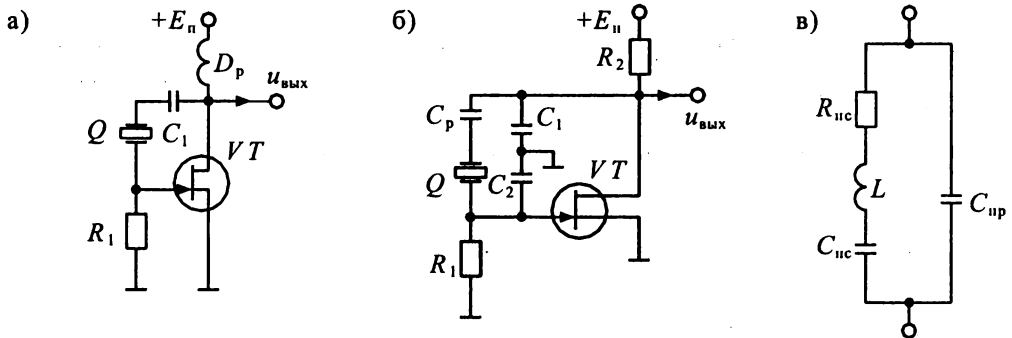 а)
+Eп
Dр
uвых
Q
C1
VT
R1
б)
+Eп
R2
Cр
C1
uвых
Q
C2
VT
R1
в)
Rпс
L
Cпр
Cпс